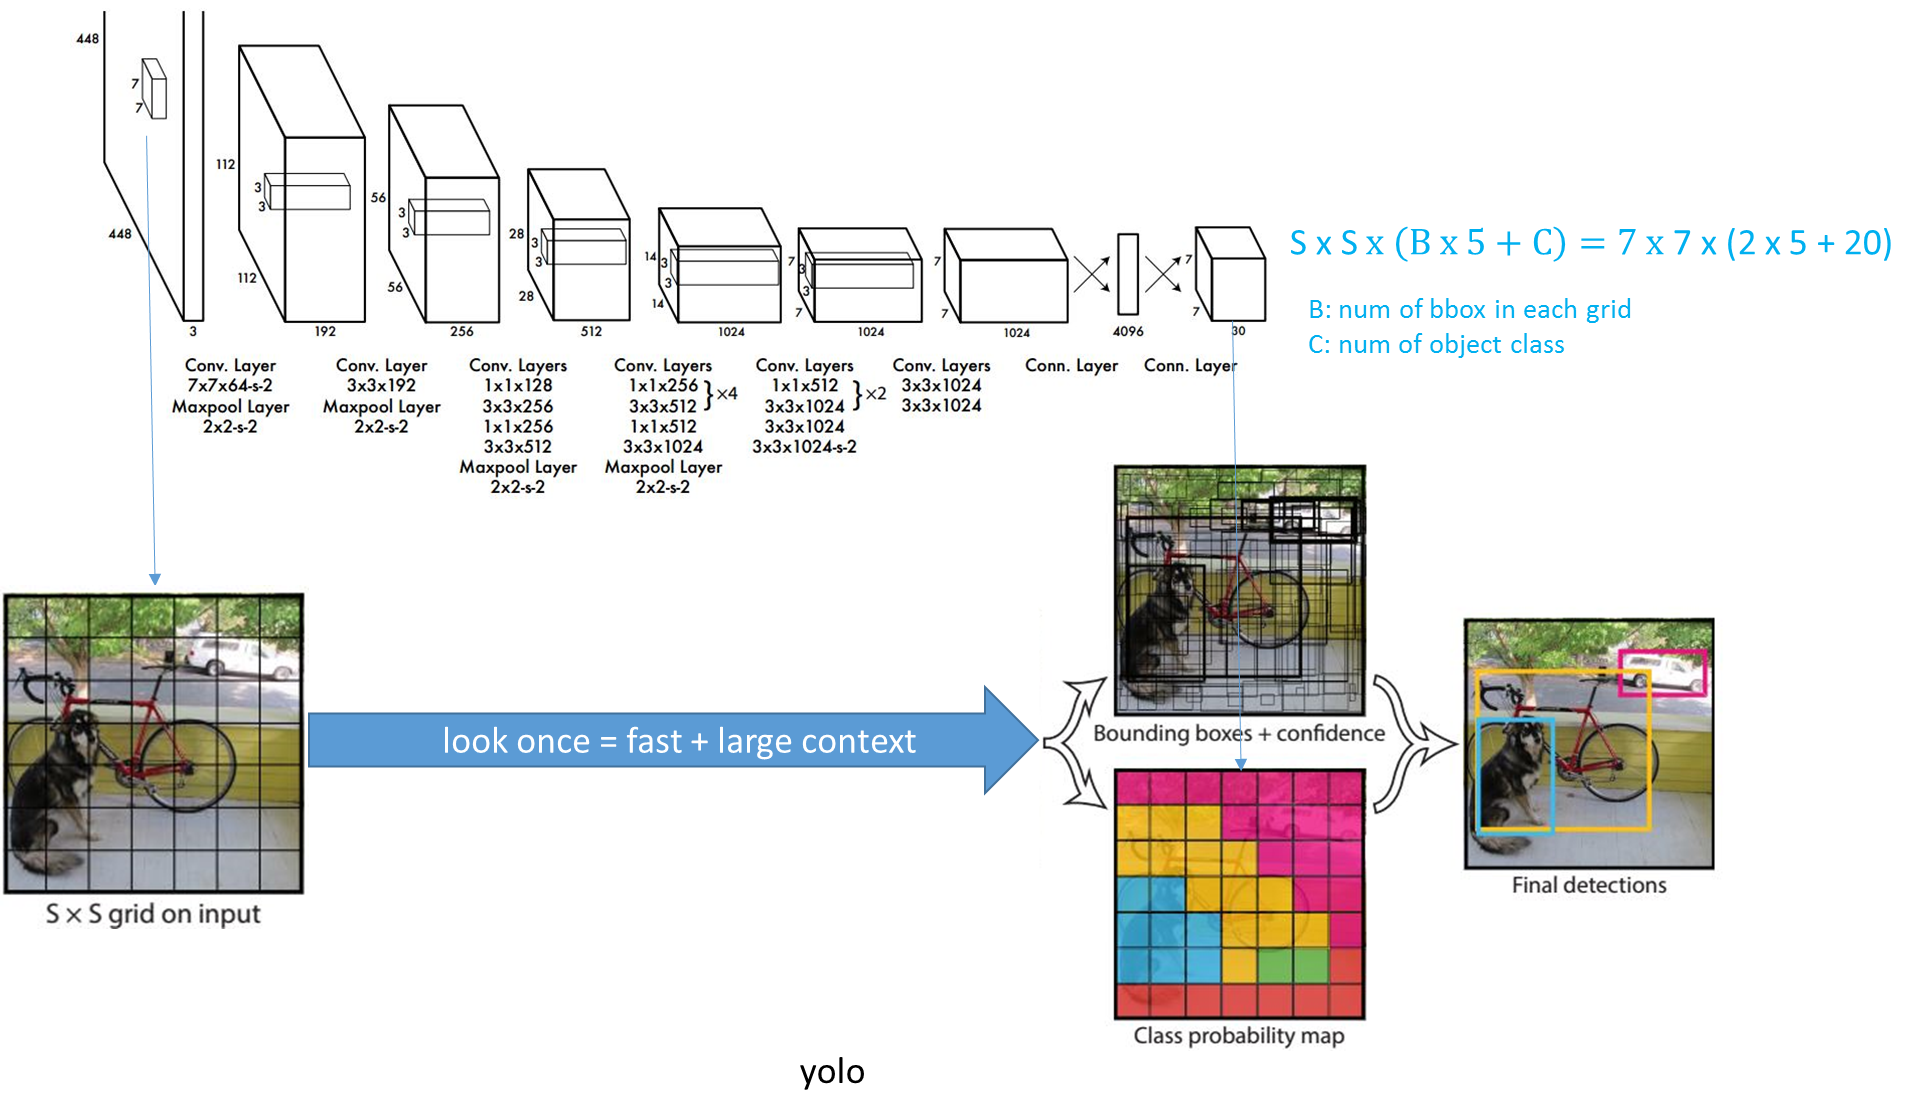 448
7
7
448
3
112
3
3
112
192
56
3
3
56
256
28
3
3
28
512
14
3
3
14
1024
7
3
3
7
1024
7
7
1024
4096
7
7
30
S x S x (B x 5 + C) = 7 x 7 x (2 x 5 + 20)
B: num of bbox in each grid
C: num of object class
Conv. Layer
7x7x64-s-2
Maxpool Layer
2x2-s-2
Conv. Layer
3x3x192
Maxpool Layer
2x2-s-2
Conv. Layers
1x1x128
3x3x256
1x1x256
3x3x512
Maxpool Layer
2x2-s-2
Conv. Layers
1x1x256
3x3x512
}×4
1x1x512
3x3x1024
Maxpool Layer
2x2-s-2
Conv. Layers
1x1x512
3x3x1024
}×2
3x3x1024
3x3x1024-s-2
Conv. Layers
3x3x1024
3x3x1024
Conn. Layer
Conn. Layer
S × S grid on input
look once = fast + large context
Bounding boxes + confidence
Class probability map
Final detections
yolo